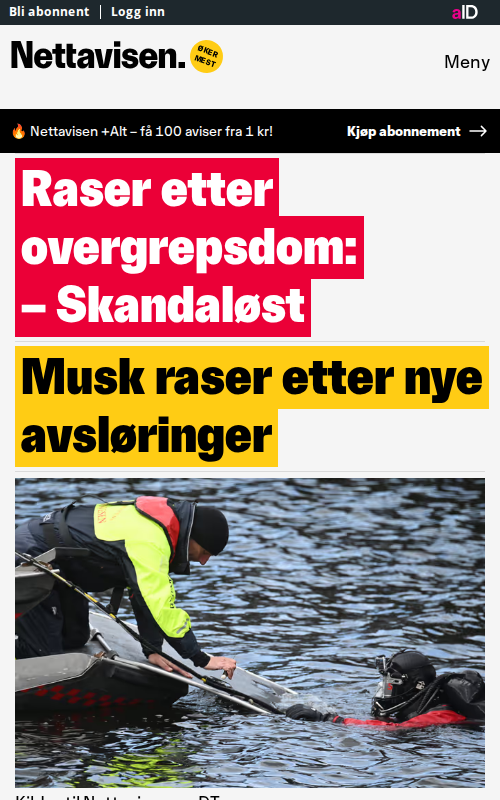 Bli abonnent Logg inn aID
Nettavisen. ØKER MEST
Meny
Nettavisen +Alt – få 100 aviser fra 1 kr! Kjøp abonnement
Raser etter
overgrepsdom:
– Skandaløst
Musk raser etter nye
avsløringer